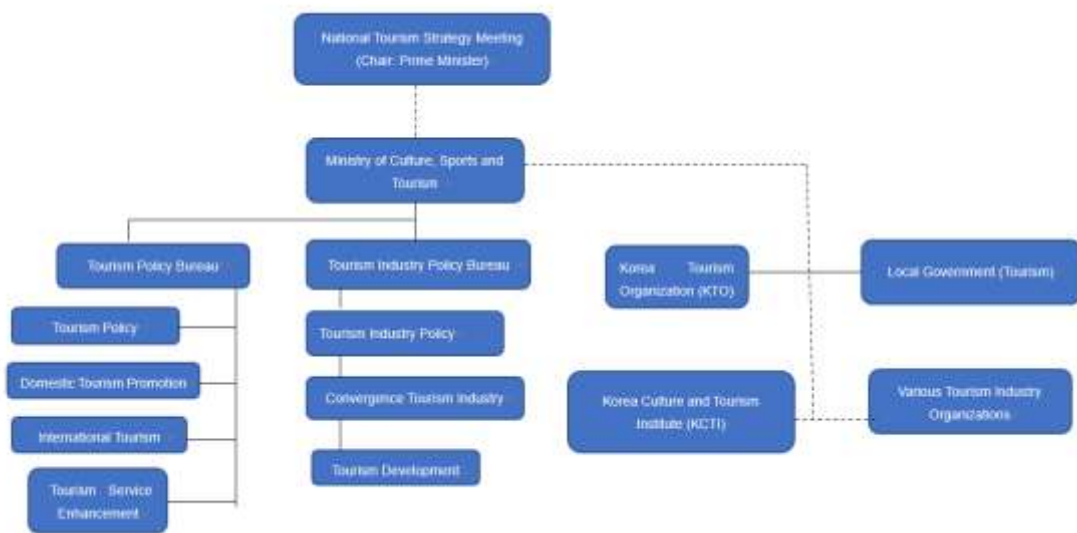 National Tourism Strategy Meeting
(Chair: Prime Minister)
Ministry of Culture, Sports and
Tourism
Tourism Policy Bureau
Tourism Policy
Domestic Tourism Promotion
International Tourism
Tourism Service
Enhancement
Tourism Industry Policy Bureau
Tourism Industry Policy
Convergence Tourism Industry
Tourism Development
Korea Tourism
Organization (KTO)
Local Government (Tourism)
Korea Culture and Tourism
Institute (KCTI)
Various Tourism Industry
Organizations